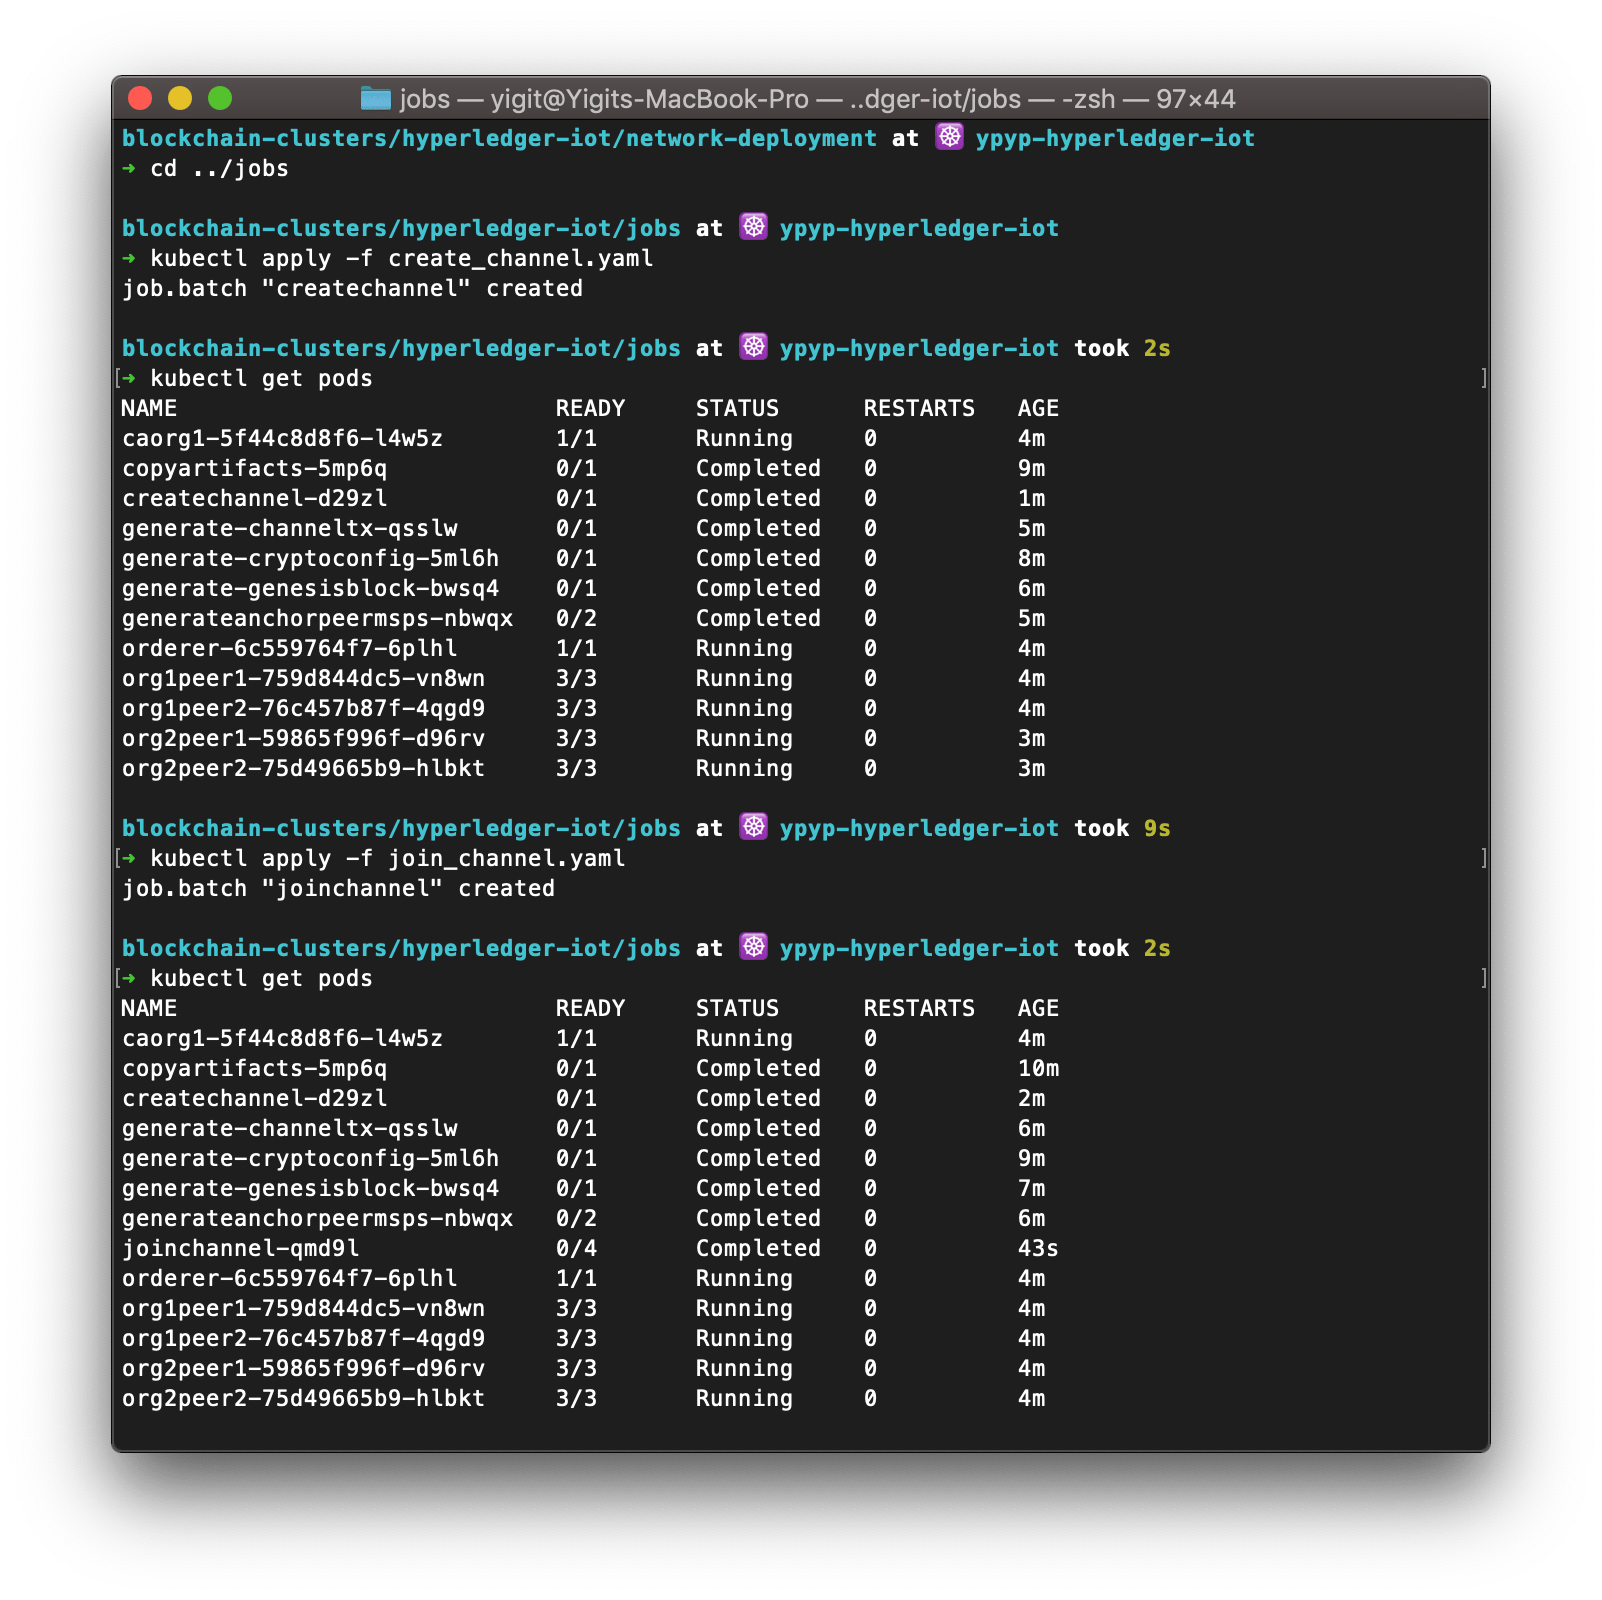 jobs — yigit@Yigits-MacBook-Pro — ..dger-iot/jobs — -zsh — 97×44
blockchain-clusters/hyperledger-iot/network-deployment at ☸ ypyp-hyperledger-iot
➜ cd ../jobs
blockchain-clusters/hyperledger-iot/jobs at ☸ ypyp-hyperledger-iot
➜ kubectl apply -f create_channel.yaml
job.batch "createchannel" created
blockchain-clusters/hyperledger-iot/jobs at ☸ ypyp-hyperledger-iot took 2s
[➜ kubectl get pods ]
NAME READY STATUS RESTARTS AGE
caorg1-5f44c8d8f6-l4w5z 1/1 Running 0 4m
copyartifacts-5mp6q 0/1 Completed 0 9m
createchannel-d29zl 0/1 Completed 0 1m
generate-channeltx-qsslw 0/1 Completed 0 5m
generate-cryptoconfig-5ml6h 0/1 Completed 0 8m
generate-genesisblock-bwsq4 0/1 Completed 0 6m
generateanchorpeermsps-nbwqx 0/2 Completed 0 5m
orderer-6c559764f7-6plhl 1/1 Running 0 4m
org1peer1-759d844dc5-vn8wn 3/3 Running 0 4m
org1peer2-76c457b87f-4qgd9 3/3 Running 0 4m
org2peer1-59865f996f-d96rv 3/3 Running 0 3m
org2peer2-75d49665b9-hlbkt 3/3 Running 0 3m
blockchain-clusters/hyperledger-iot/jobs at ☸ ypyp-hyperledger-iot took 9s
[➜ kubectl apply -f join_channel.yaml ]
job.batch "joinchannel" created
blockchain-clusters/hyperledger-iot/jobs at ☸ ypyp-hyperledger-iot took 2s
[➜ kubectl get pods ]
NAME READY STATUS RESTARTS AGE
caorg1-5f44c8d8f6-l4w5z 1/1 Running 0 4m
copyartifacts-5mp6q 0/1 Completed 0 10m
createchannel-d29zl 0/1 Completed 0 2m
generate-channeltx-qsslw 0/1 Completed 0 6m
generate-cryptoconfig-5ml6h 0/1 Completed 0 9m
generate-genesisblock-bwsq4 0/1 Completed 0 7m
generateanchorpeermsps-nbwqx 0/2 Completed 0 6m
joinchannel-qmd9l 0/4 Completed 0 43s
orderer-6c559764f7-6plhl 1/1 Running 0 4m
org1peer1-759d844dc5-vn8wn 3/3 Running 0 4m
org1peer2-76c457b87f-4qgd9 3/3 Running 0 4m
org2peer1-59865f996f-d96rv 3/3 Running 0 4m
org2peer2-75d49665b9-hlbkt 3/3 Running 0 4m